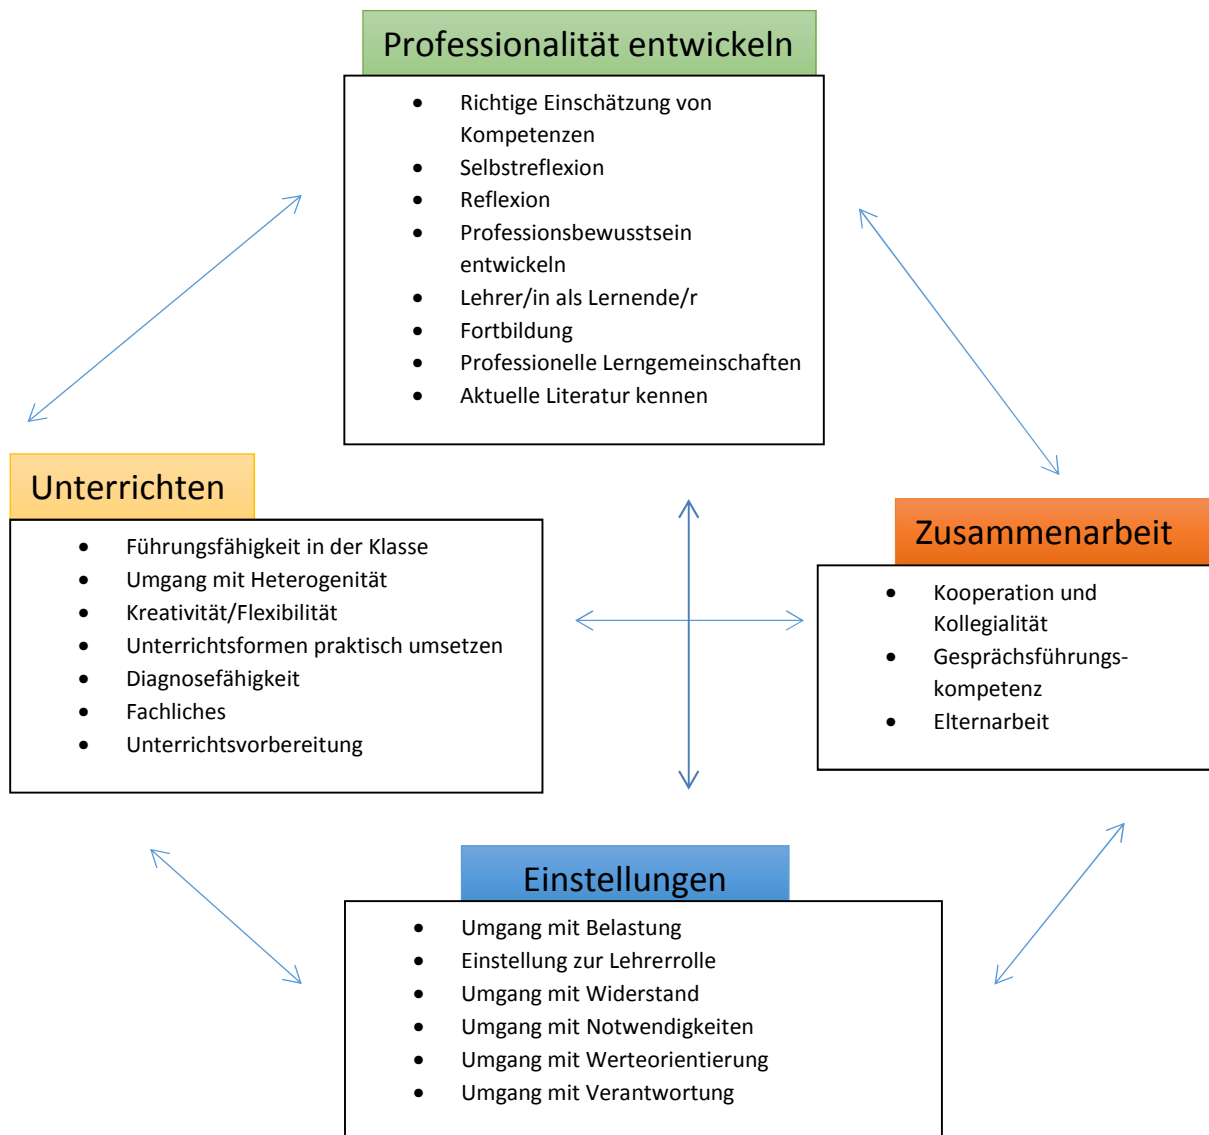 Professionalität entwickeln
• Richtige Einschätzung von
Kompetenzen
• Selbstreflexion
• Reflexion
• Professionsbewusstsein
entwickeln
• Lehrer/in als Lernende/r
• Fortbildung
• Professionelle Lerngemeinschaften
• Aktuelle Literatur kennen
Unterrichten
• Führungsfähigkeit in der Klasse
• Umgang mit Heterogenität
• Kreativität/Flexibilität
• Unterrichtsformen praktisch umsetzen
• Diagnosefähigkeit
• Fachliches
• Unterrichtsvorbereitung
Zusammenarbeit
• Kooperation und
Kollegialität
• Gesprächsführungs-
kompetenz
• Elternarbeit
Einstellungen
• Umgang mit Belastung
• Einstellung zur Lehrerrolle
• Umgang mit Widerstand
• Umgang mit Notwendigkeiten
• Umgang mit Werteorientierung
• Umgang mit Verantwortung